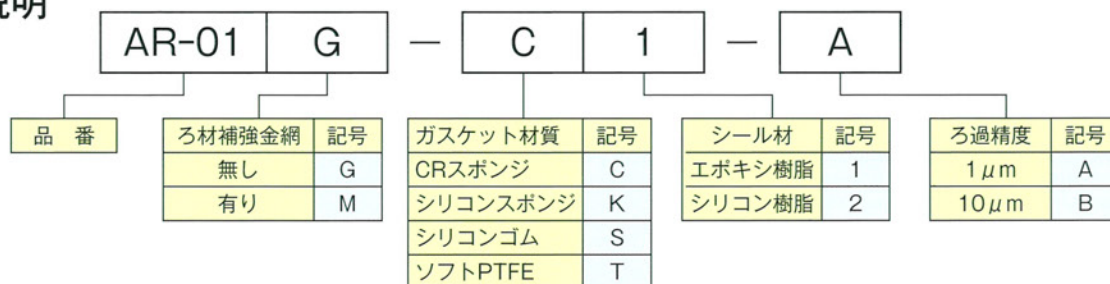 説明
AR-01 G — C 1 — A
品 番
ろ材補強金網 記号
無し G
有り M
ガスケット材質 記号
CRスポンジ C
シリコンスポンジ K
シリコンゴム S
ソフトPTFE T
シール材 記号
エポキシ樹脂 1
シリコン樹脂 2
ろ過精度 記号
1μm A
10μm B